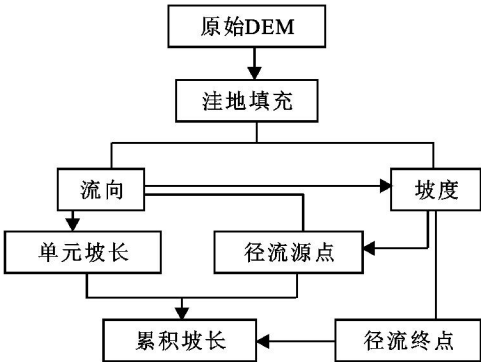 原始DEM
洼地填充
流向
坡度
单元坡长
径流源点
累积坡长
径流终点